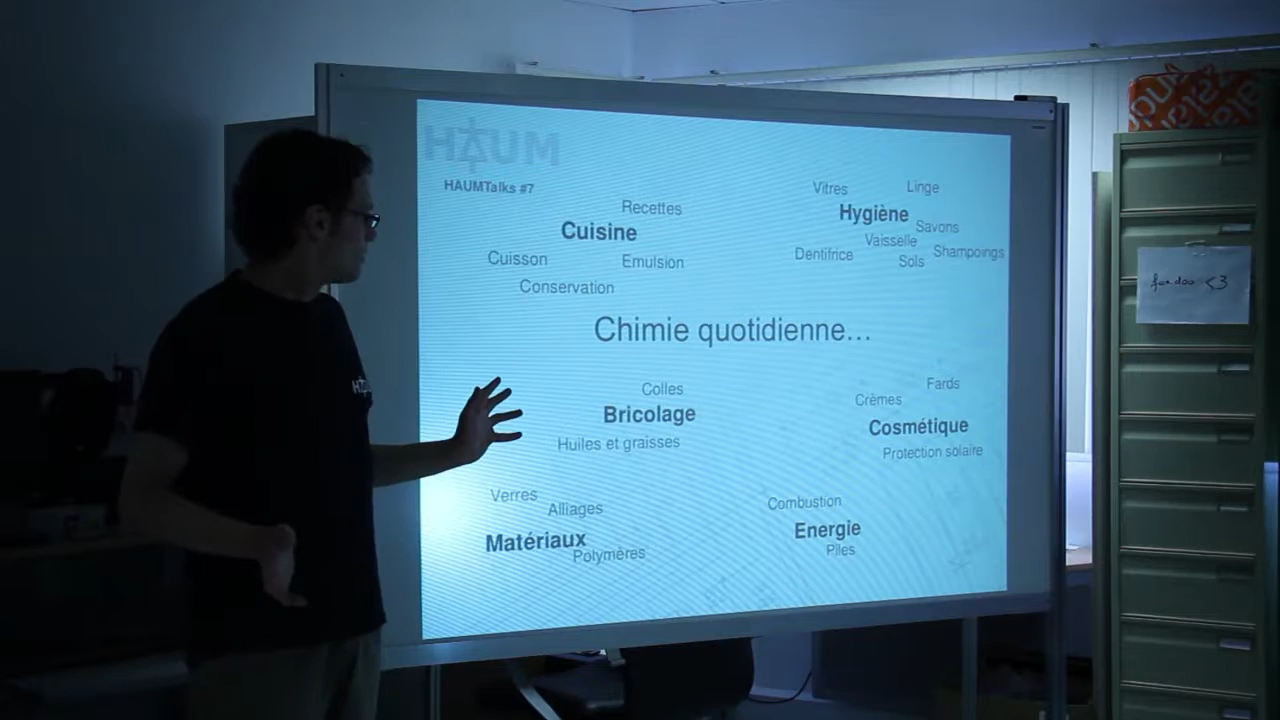 HAUM
HAUMTalks #7
Recettes
Cuisine
Cuisson
Emulsion
Conservation
Vitres
Linge
Hygiène
Savons
Vaisselle
Dentifrice
Sols
Shampoings
Chimie quotidienne...
Colles
Bricolage
Huiles et graisses
Fards
Crèmes
Cosmétique
Protection solaire
Verres
Alliages
Matériaux
Polymères
Combustion
Energie
Piles
<3